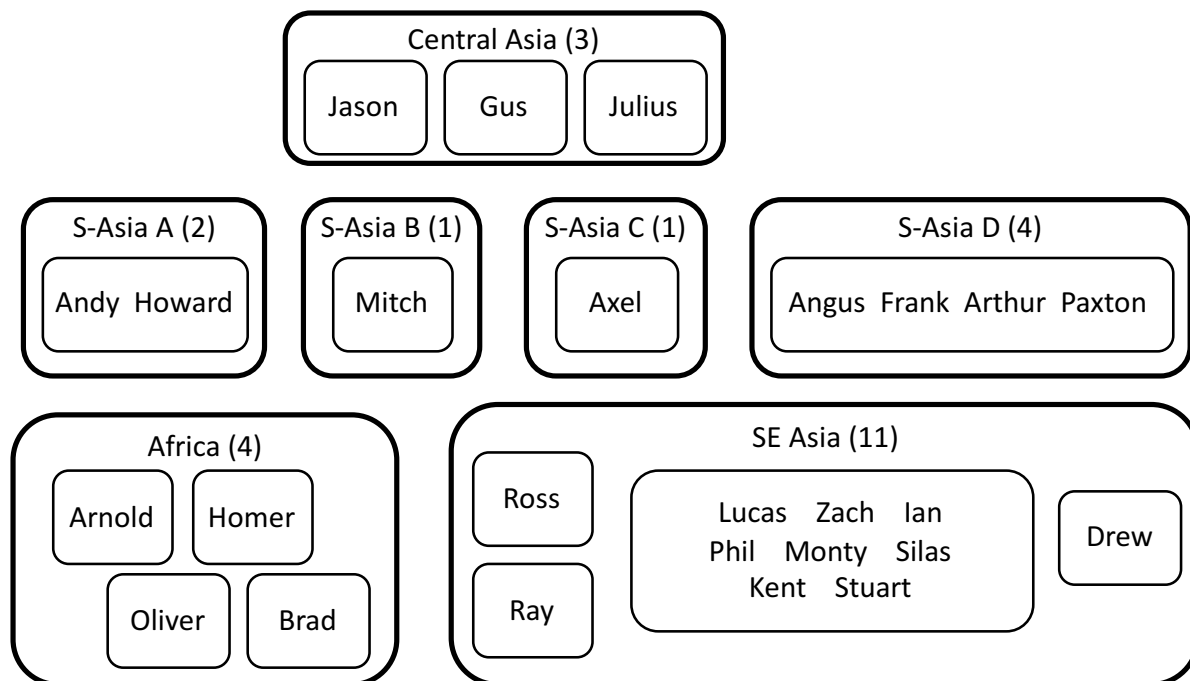 Central Asia (3)
Jason
Gus
Julius
S-Asia A (2)
Andy Howard
S-Asia B (1)
Mitch
S-Asia C (1)
Axel
S-Asia D (4)
Angus Frank Arthur Paxton
Africa (4)
Arnold
Homer
Oliver
Brad
SE Asia (11)
Ross
Ray
Lucas Zach Ian
Phil Monty Silas
Kent Stuart
Drew